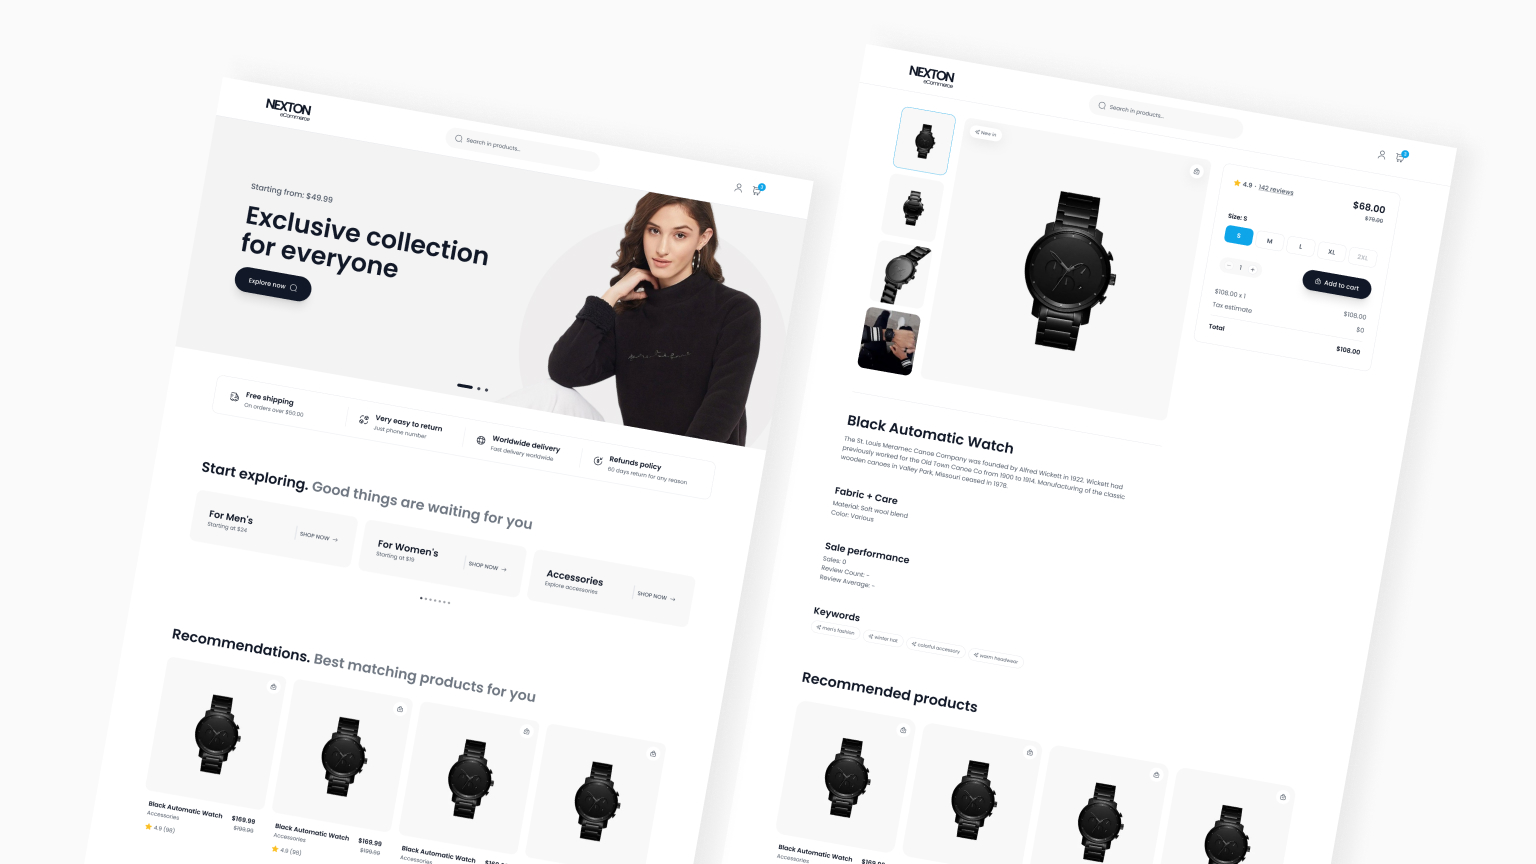 NEXTON
eCommerce
Search in products...
3
Starting from: $49.99
Exclusive collection
for everyone
Explore now
Free shipping
On orders over $50.00
Very easy to return
Just phone number
Worldwide delivery
Fast delivery worldwide
Refunds policy
60 days return for any reason
Start exploring. Good things are waiting for you
For Men's
Starting at $24
SHOP NOW →
For Women's
Starting at $19
SHOP NOW →
Accessories
Explore accessories
SHOP NOW →
Recommendations. Best matching products for you
Black Automatic Watch
$169.99
Accessories
$199.99
4.9 (98)
Black Automatic Watch
$169.99
Accessories
$199.99
4.9 (98)
Black Automatic Watch
NEXTON
eCommerce
Search in products...
3
New in
4.9 · 142 reviews
$68.00
$79.00
Size: S
S
M
L
XL
2XL
− 1 +
Add to cart
$108.00 x 1
$108.00
Tax estimate
$0
Total
$108.00
Black Automatic Watch
The St. Louis Meramec Canoe Company was founded by Alfred Wickett in 1922. Wickett had
previously worked for the Old Town Canoe Co from 1900 to 1914. Manufacturing of the classic
wooden canoes in Valley Park, Missouri ceased in 1978.
Fabric + Care
Material: Soft wool blend
Color: Various
Sale performance
Sales: 0
Review Count: -
Review Average: -
Keywords
men's fashion
winter hat
colorful accessory
warm headwear
Recommended products
Black Automatic Watch
Accessories
Black Automatic Watch